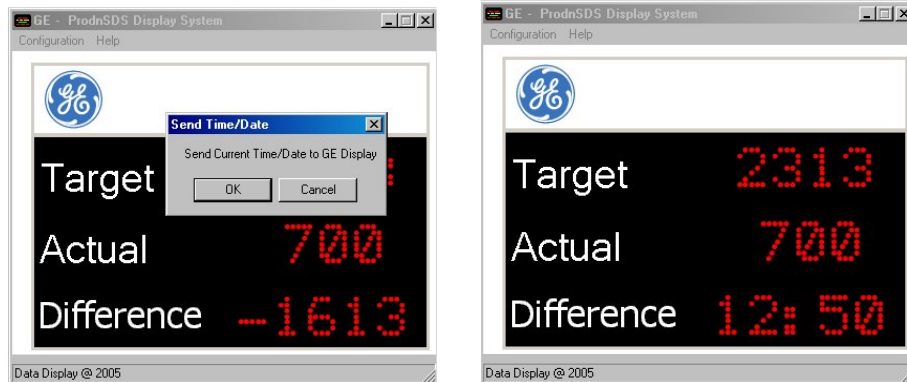 GE - ProdnSDS Display System
Configuration Help
GE
Send Time/Date
Send Current Time/Date to GE Display
OK Cancel
Target
Actual 700
Difference -1613
Data Display @ 2005
GE - ProdnSDS Display System
Configuration Help
GE
Target 2313
Actual 700
Difference 12:50
Data Display @ 2005